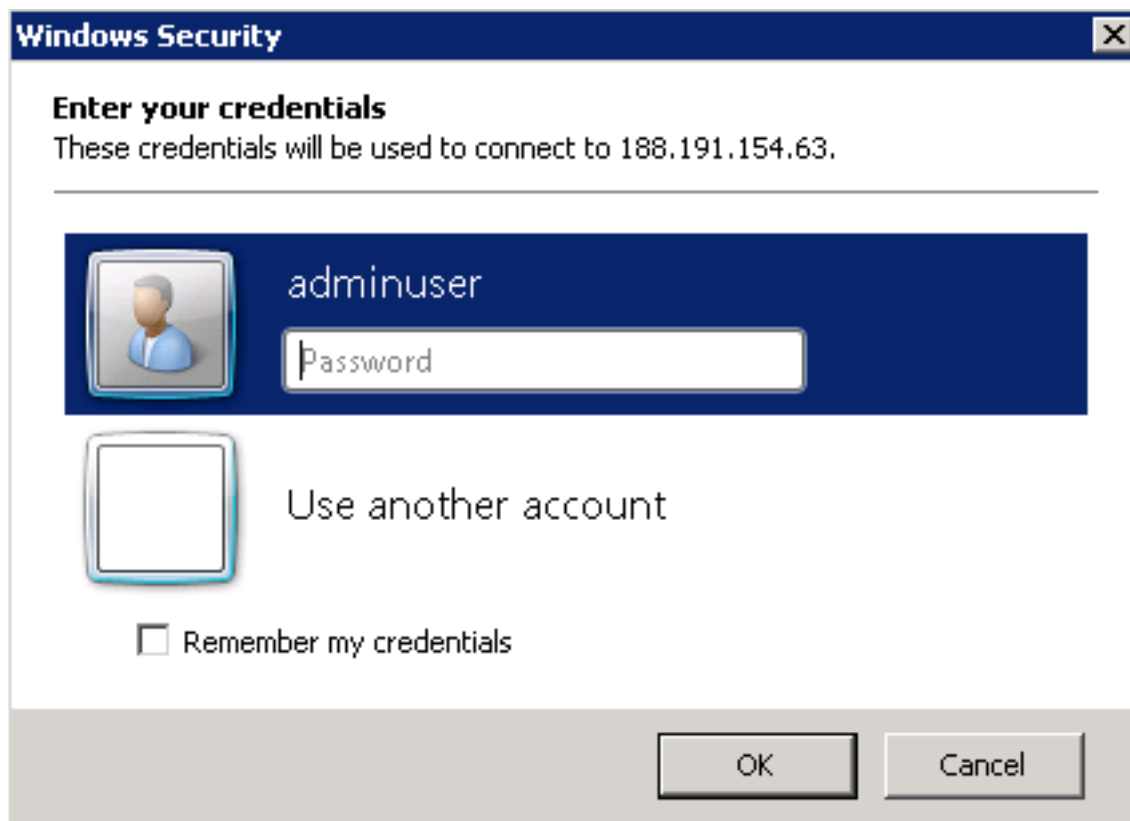 Windows Security
Enter your credentials
These credentials will be used to connect to 188.191.154.63.
adminuser
Password
Use another account
Remember my credentials
OK Cancel